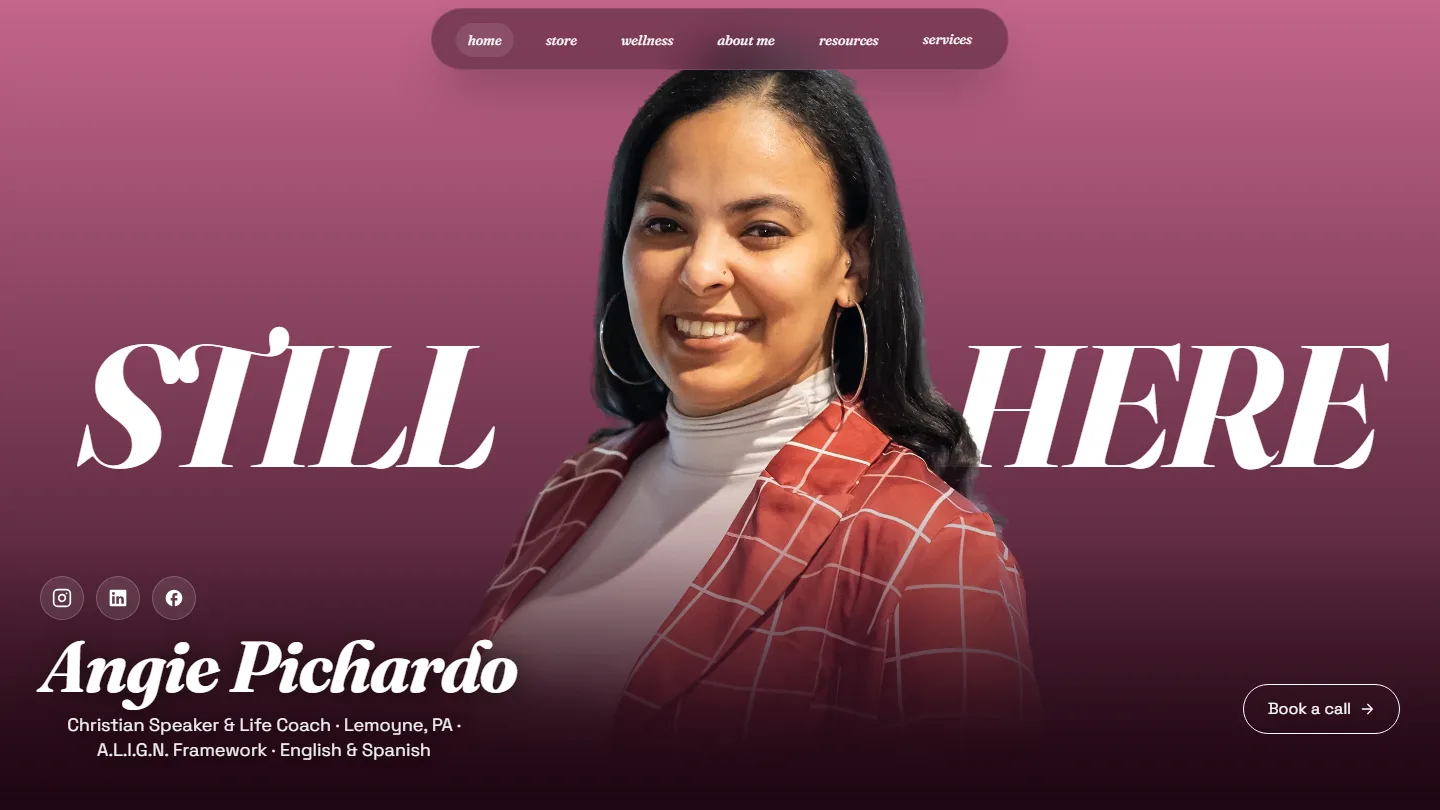 home store wellness about me resources services
STILL HERE
Angie Pichardo
Christian Speaker & Life Coach · Lemoyne, PA ·
A.L.I.G.N. Framework · English & Spanish
Book a call →